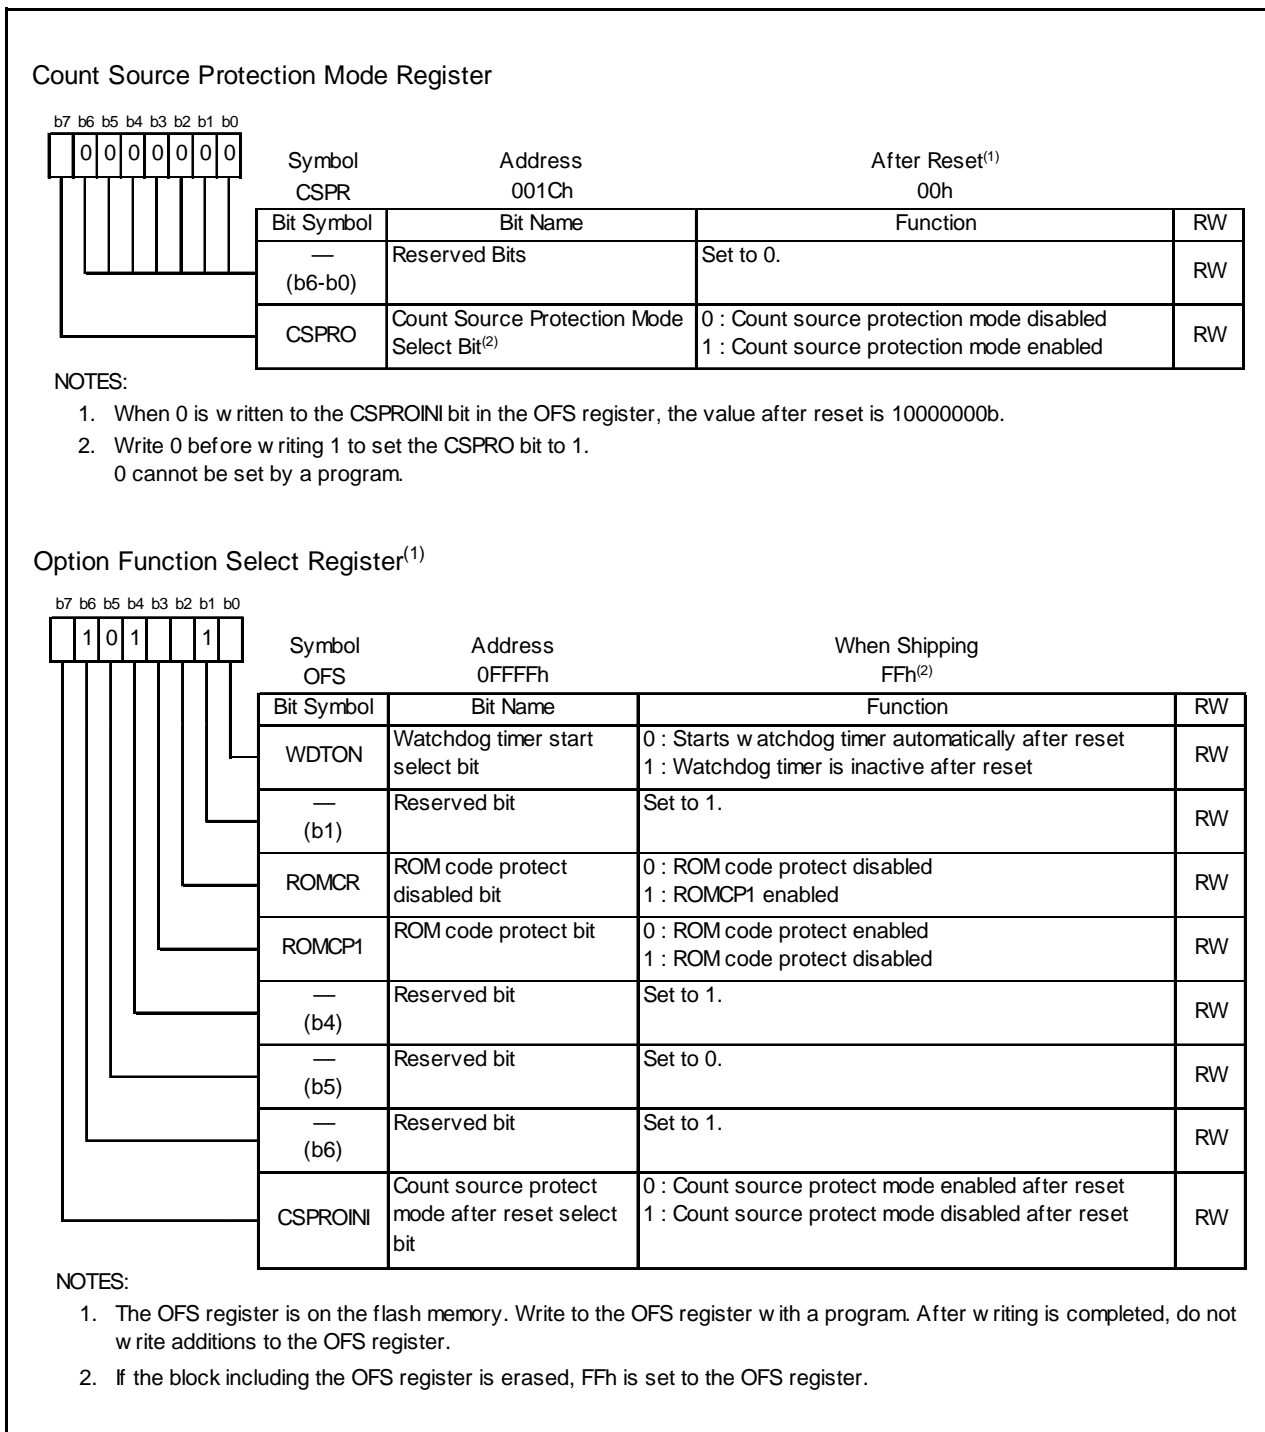 Count Source Protection Mode Register
b7 b6 b5 b4 b3 b2 b1 b0
0 0 0 0 0 0 0
Symbol Address After Reset(1)
CSPR 001Ch 00h
Bit Symbol Bit Name Function RW
— Reserved Bits Set to 0. RW
(b6-b0)
CSPRO Count Source Protection Mode 0 : Count source protection mode disabled RW
Select Bit(2) 1 : Count source protection mode enabled
NOTES:
1. When 0 is written to the CSPROINI bit in the OFS register, the value after reset is 10000000b.
2. Write 0 before writing 1 to set the CSPRO bit to 1.
0 cannot be set by a program.
Option Function Select Register(1)
b7 b6 b5 b4 b3 b2 b1 b0
1 0 1 1
Symbol Address When Shipping
OFS 0FFFFh FFh(2)
Bit Symbol Bit Name Function RW
WDTON Watchdog timer start 0 : Starts watchdog timer automatically after reset RW
select bit 1 : Watchdog timer is inactive after reset
— Reserved bit Set to 1. RW
(b1)
ROMCR ROM code protect 0 : ROM code protect disabled RW
disabled bit 1 : ROMCP1 enabled
ROMCP1 ROM code protect bit 0 : ROM code protect enabled RW
1 : ROM code protect disabled
— Reserved bit Set to 1. RW
(b4)
— Reserved bit Set to 0. RW
(b5)
— Reserved bit Set to 1. RW
(b6)
Count source protect 0 : Count source protect mode enabled after reset
CSPROINI mode after reset select 1 : Count source protect mode disabled after reset RW
bit
NOTES:
1. The OFS register is on the flash memory. Write to the OFS register with a program. After writing is completed, do not
write additions to the OFS register.
2. If the block including the OFS register is erased, FFh is set to the OFS register.